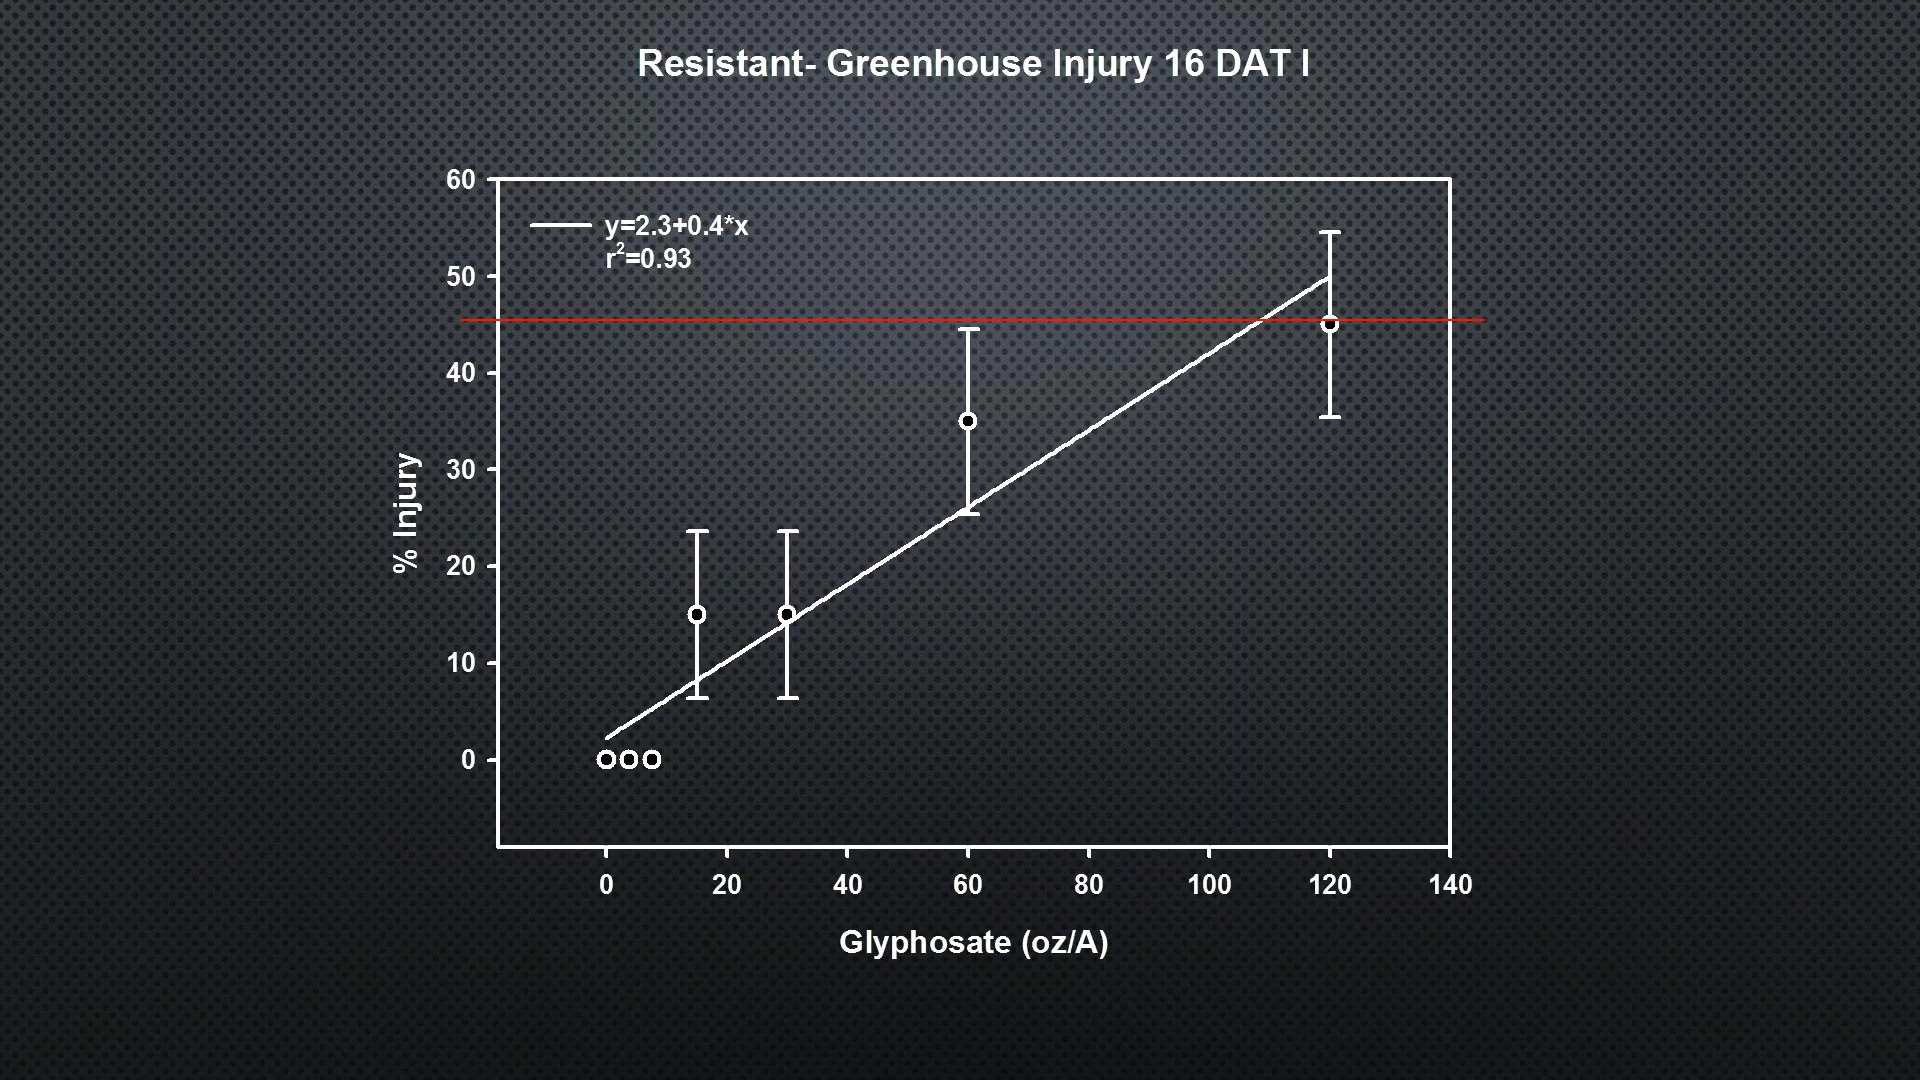 Resistant- Greenhouse Injury 16 DAT I
60
y=2.3+0.4*x
r²=0.93
50
40
30
20
10
0
% Injury
0 20 40 60 80 100 120 140
Glyphosate (oz/A)